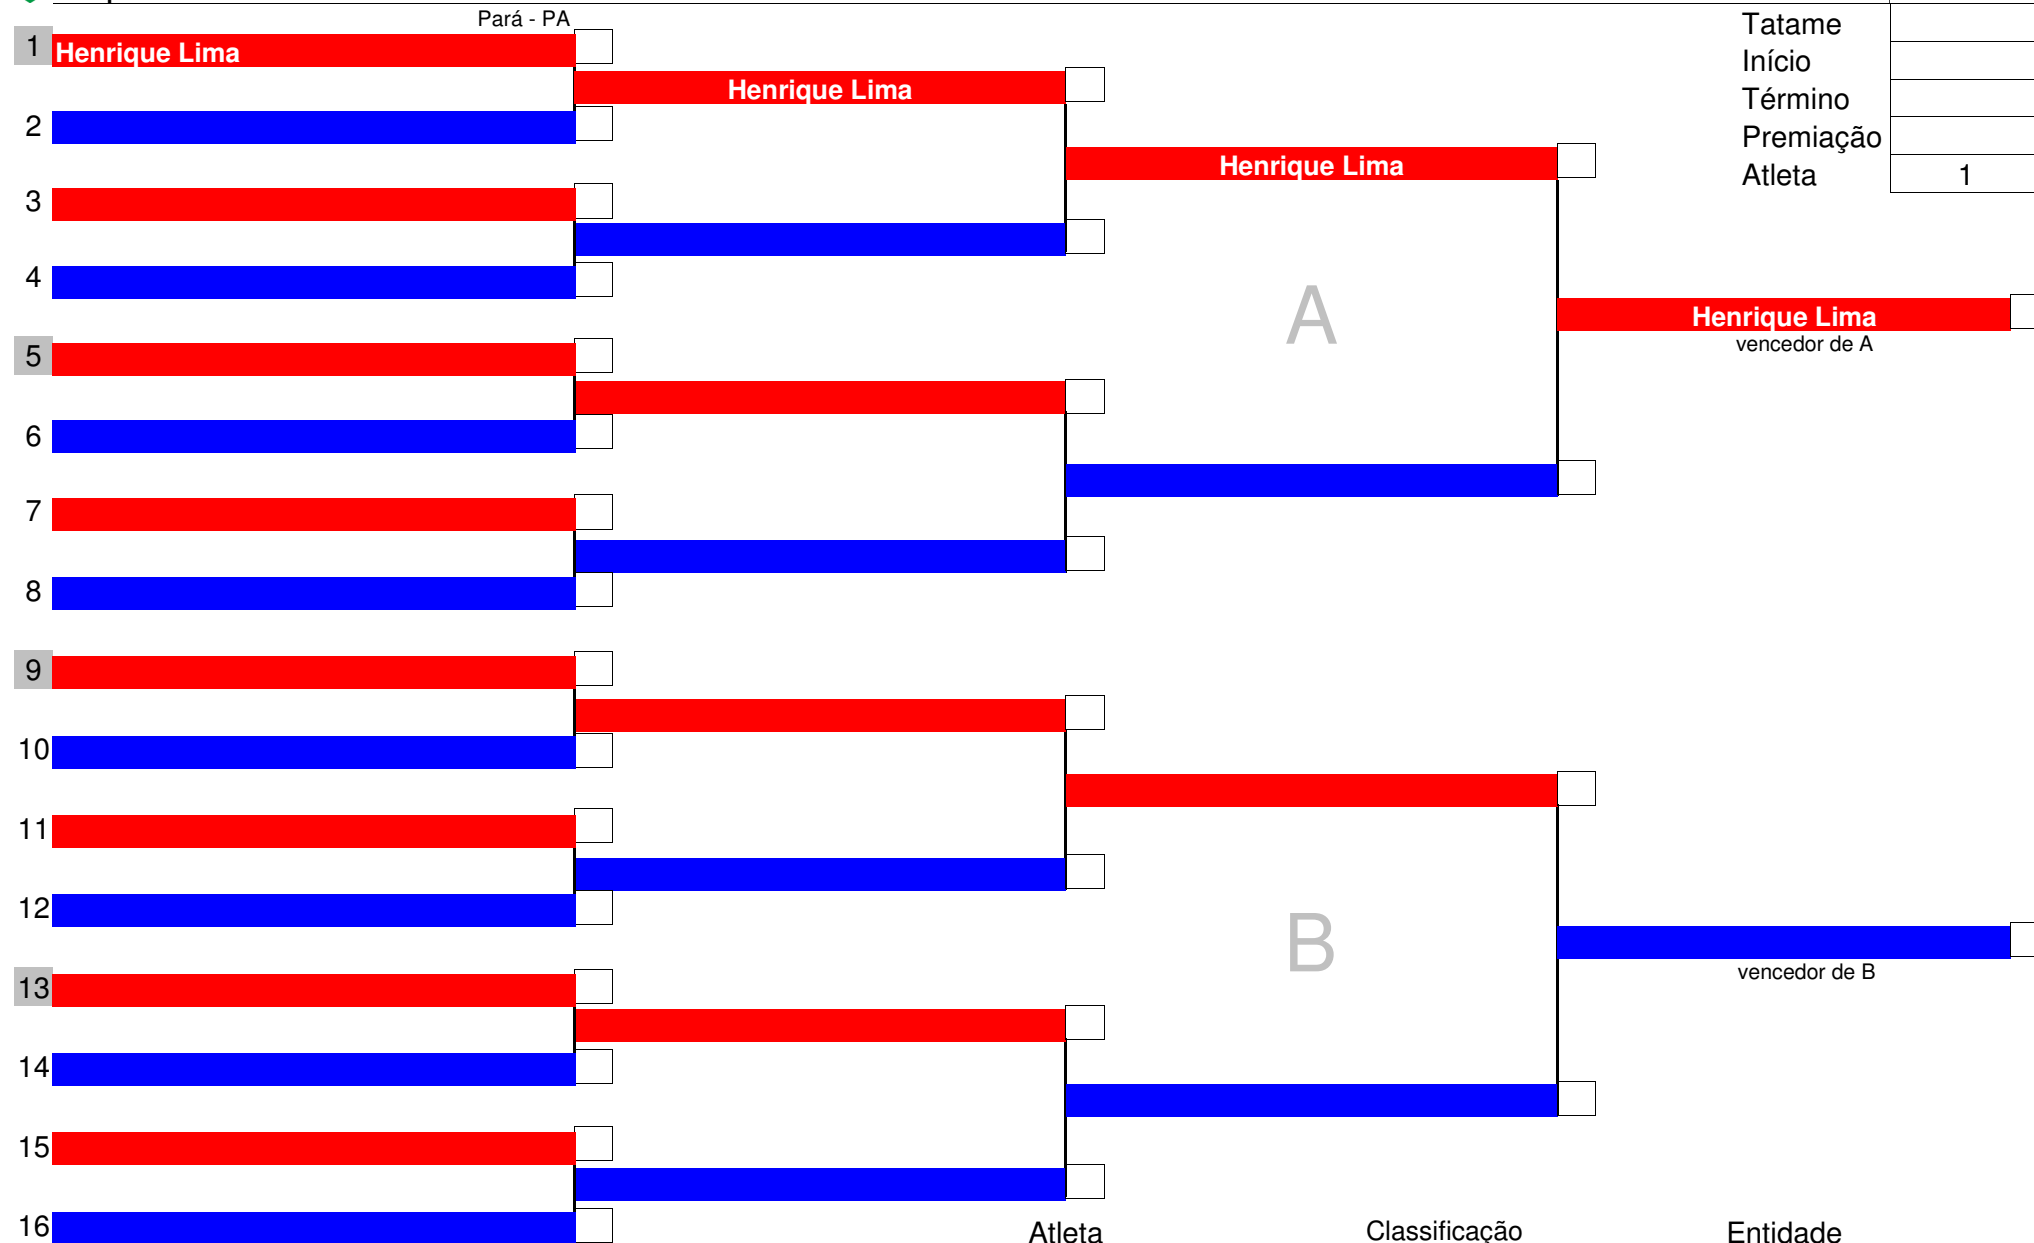 Pará - PA
Tatame
1 Henrique Lima
Início
Henrique Lima
Término
2
Premiação
Henrique Lima
Atleta 1
3
4
A
Henrique Lima
vencedor de A
5
6
7
8
9
10
11
12
B
vencedor de B
13
14
15
16
Atleta Classificação Entidade